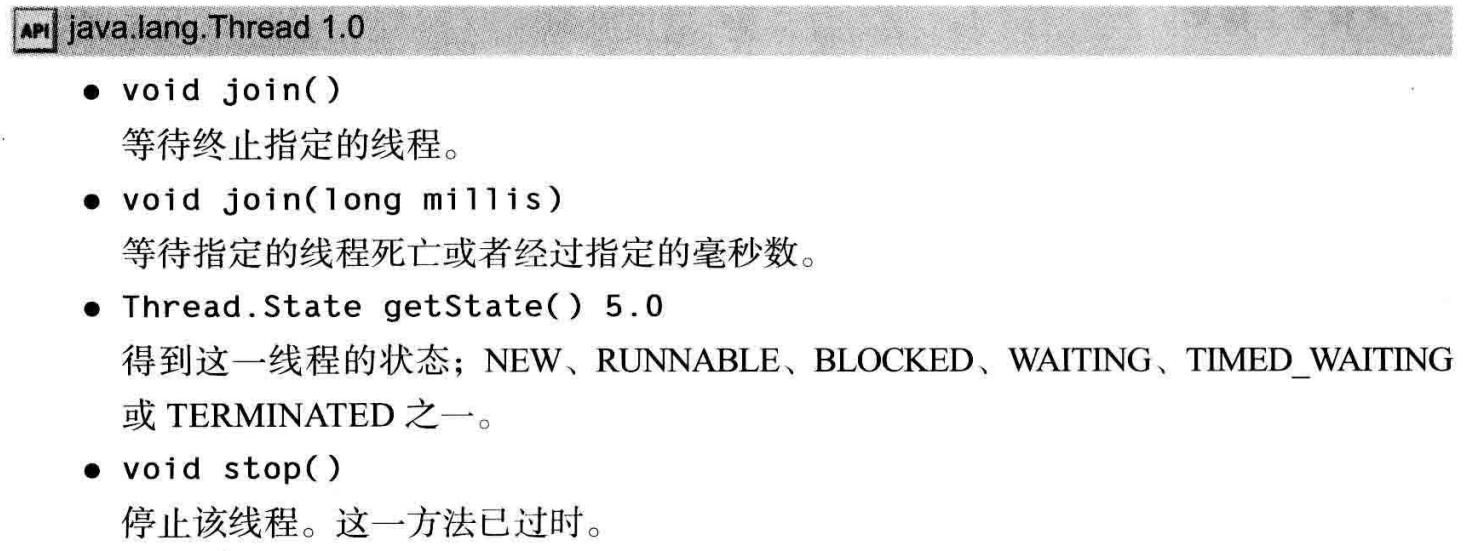 API java.lang.Thread 1.0
● void join()
等待终止指定的线程。
● void join(long millis)
等待指定的线程死亡或者经过指定的毫秒数。
● Thread.State getState() 5.0
得到这一线程的状态；NEW、RUNNABLE、BLOCKED、WAITING、TIMED_WAITING
或 TERMINATED 之一。
● void stop()
停止该线程。这一方法已过时。